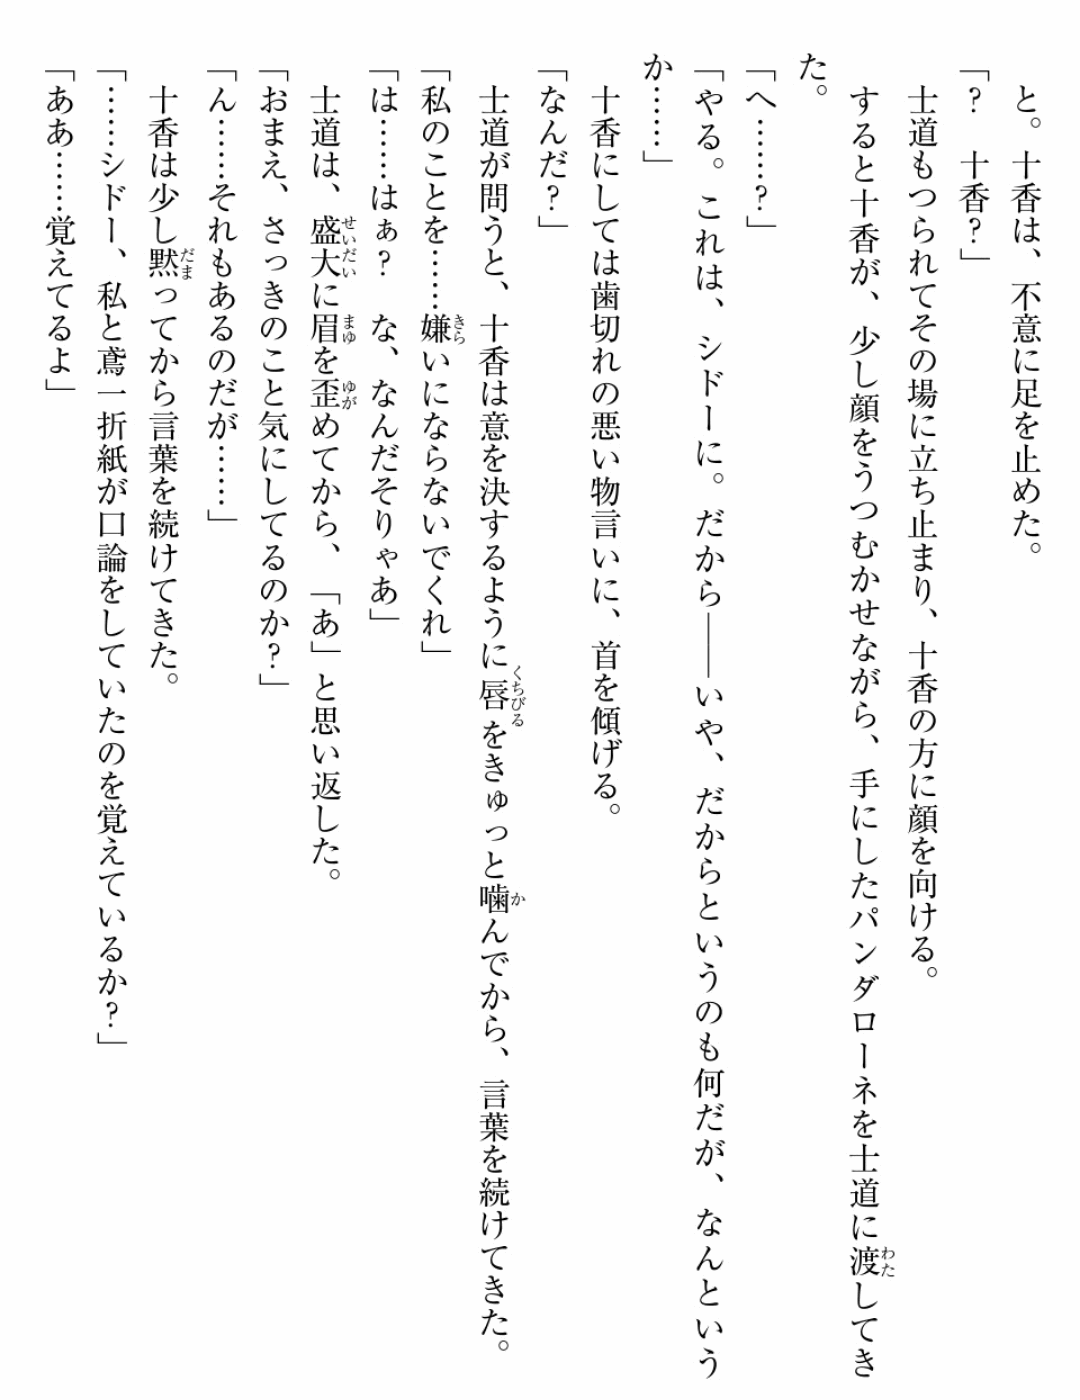 と。十香は、不意に足を止めた。
「？　十香？」
士道もつられてその場に立ち止まり、十香の方に顔を向ける。
すると十香が、少し顔をうつむかせながら、手にしたパンダローネを士道に渡してき
た。
「へ……？」
「やる。これは、シドーに。だから――いや、だからというのも何だが、なんという
か……」
十香にしては歯切れの悪い物言いに、首を傾げる。
「なんだ？」
士道が問うと、十香は意を決するように唇をきゅっと噛んでから、言葉を続けてきた。
「私のことを……嫌いにならないでくれ」
「は……はぁ？　な、なんだそりゃあ」
士道は、盛大に眉を歪めてから、「あ」と思い返した。
「おまえ、さっきのこと気にしてるのか？」
「ん……それもあるのだが……」
十香は少し黙ってから言葉を続けてきた。
「……シドー、私と鳶一折紙が口論をしていたのを覚えているか？」
「ああ……覚えてるよ」